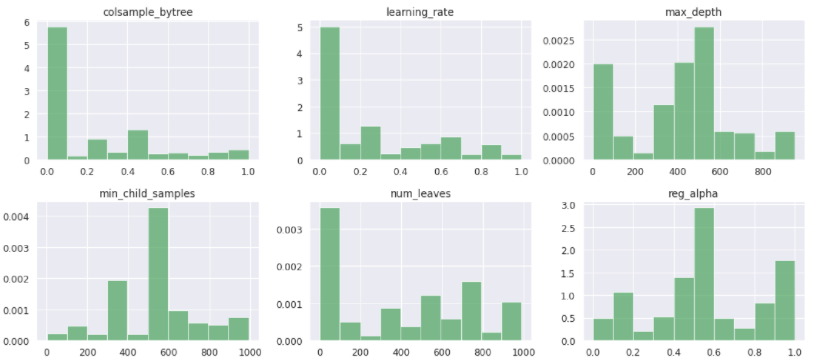 colsample_bytree
6
5
4
3
2
1
0
0.0 0.2 0.4 0.6 0.8 1.0
learning_rate
5
4
3
2
1
0
0.0 0.2 0.4 0.6 0.8 1.0
max_depth
0.0025
0.0020
0.0015
0.0010
0.0005
0.0000
0 200 400 600 800
min_child_samples
0.004
0.003
0.002
0.001
0.000
0 200 400 600 800 1000
num_leaves
0.003
0.002
0.001
0.000
0 200 400 600 800 1000
reg_alpha
3.0
2.5
2.0
1.5
1.0
0.5
0.0
0.0 0.2 0.4 0.6 0.8 1.0